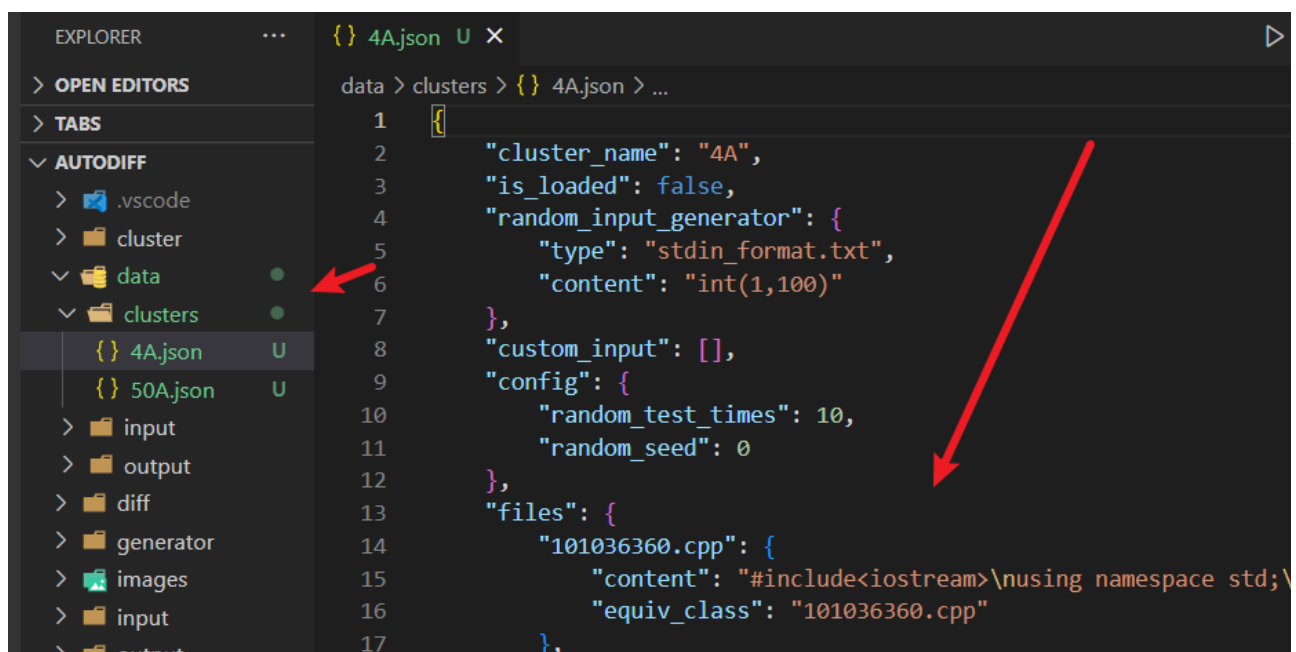 EXPLORER ...
OPEN EDITORS
TABS
AUTODIFF
.vscode
cluster
data
clusters
{} 4A.json U
{} 50A.json U
input
output
diff
generator
images
input
output
{} 4A.json U
data > clusters > {} 4A.json > ...
1 {
2 "cluster_name": "4A",
3 "is_loaded": false,
4 "random_input_generator": {
5 "type": "stdin_format.txt",
6 "content": "int(1,100)"
7 },
8 "custom_input": [],
9 "config": {
10 "random_test_times": 10,
11 "random_seed": 0
12 },
13 "files": {
14 "101036360.cpp": {
15 "content": "#include<iostream>\nusing namespace std;\
16 "equiv_class": "101036360.cpp"
17 },